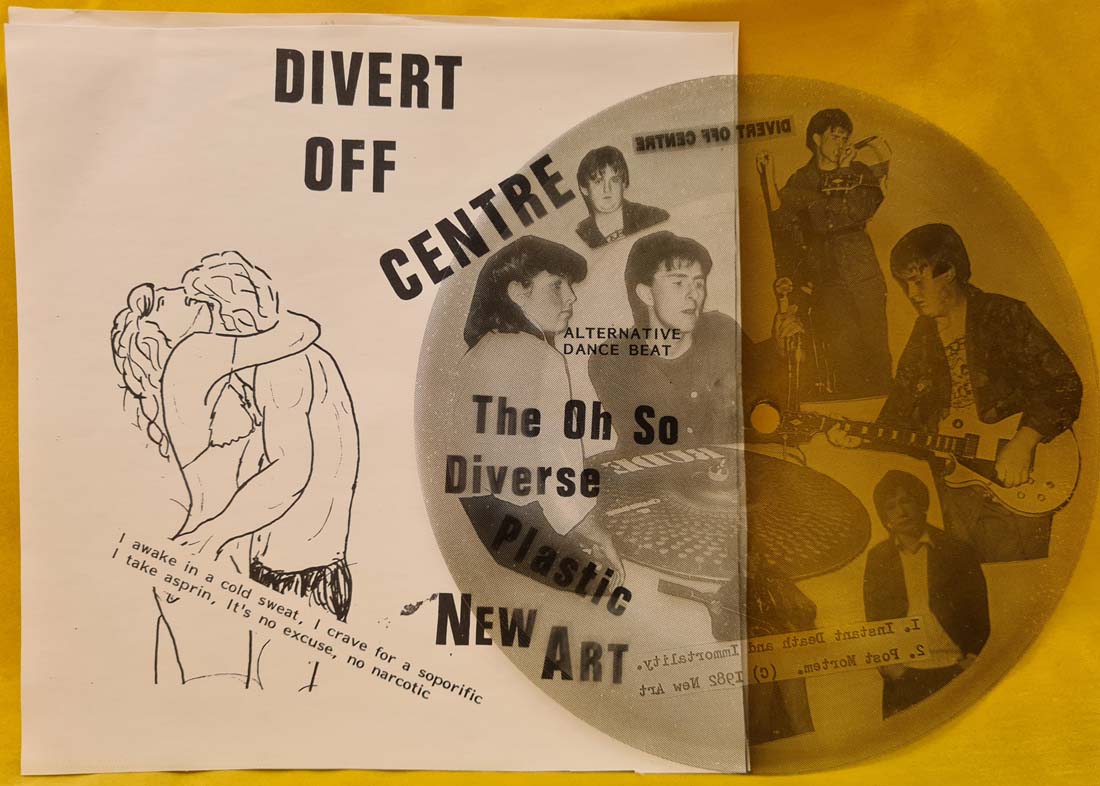 DIVERT
OFF
CENTRE
DIVERT OFF CENTRE
ALTERNATIVE
DANCE BEAT
The Oh So
Diverse
Plastic
NEW ART
I awake in a cold sweat, I crave for a soporific
I take asprin, It's no excuse, no narcotic
1. Instant Death and Immortality.
2. Post Mortem. (C) 1982 New Art